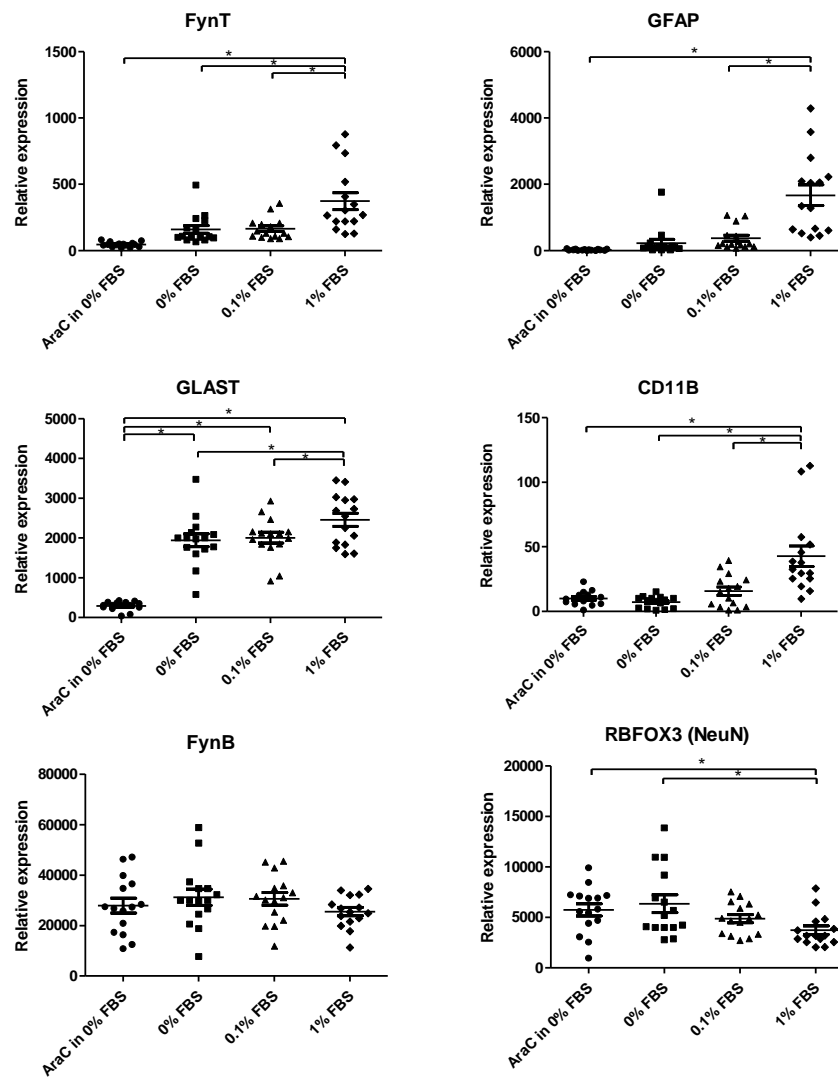 FynT
Relative expression
1500
1000
500
0
*
*
*
AraC in 0% FBS
0% FBS
0.1% FBS
1% FBS
GFAP
Relative expression
6000
4000
2000
0
*
*
AraC in 0% FBS
0% FBS
0.1% FBS
1% FBS
GLAST
Relative expression
5000
4000
3000
2000
1000
0
*
*
*
*
*
AraC in 0% FBS
0% FBS
0.1% FBS
1% FBS
CD11B
Relative expression
150
100
50
0
*
*
*
AraC in 0% FBS
0% FBS
0.1% FBS
1% FBS
FynB
Relative expression
80000
60000
40000
20000
0
AraC in 0% FBS
0% FBS
0.1% FBS
1% FBS
RBFOX3 (NeuN)
Relative expression
20000
15000
10000
5000
0
*
*
AraC in 0% FBS
0% FBS
0.1% FBS
1% FBS